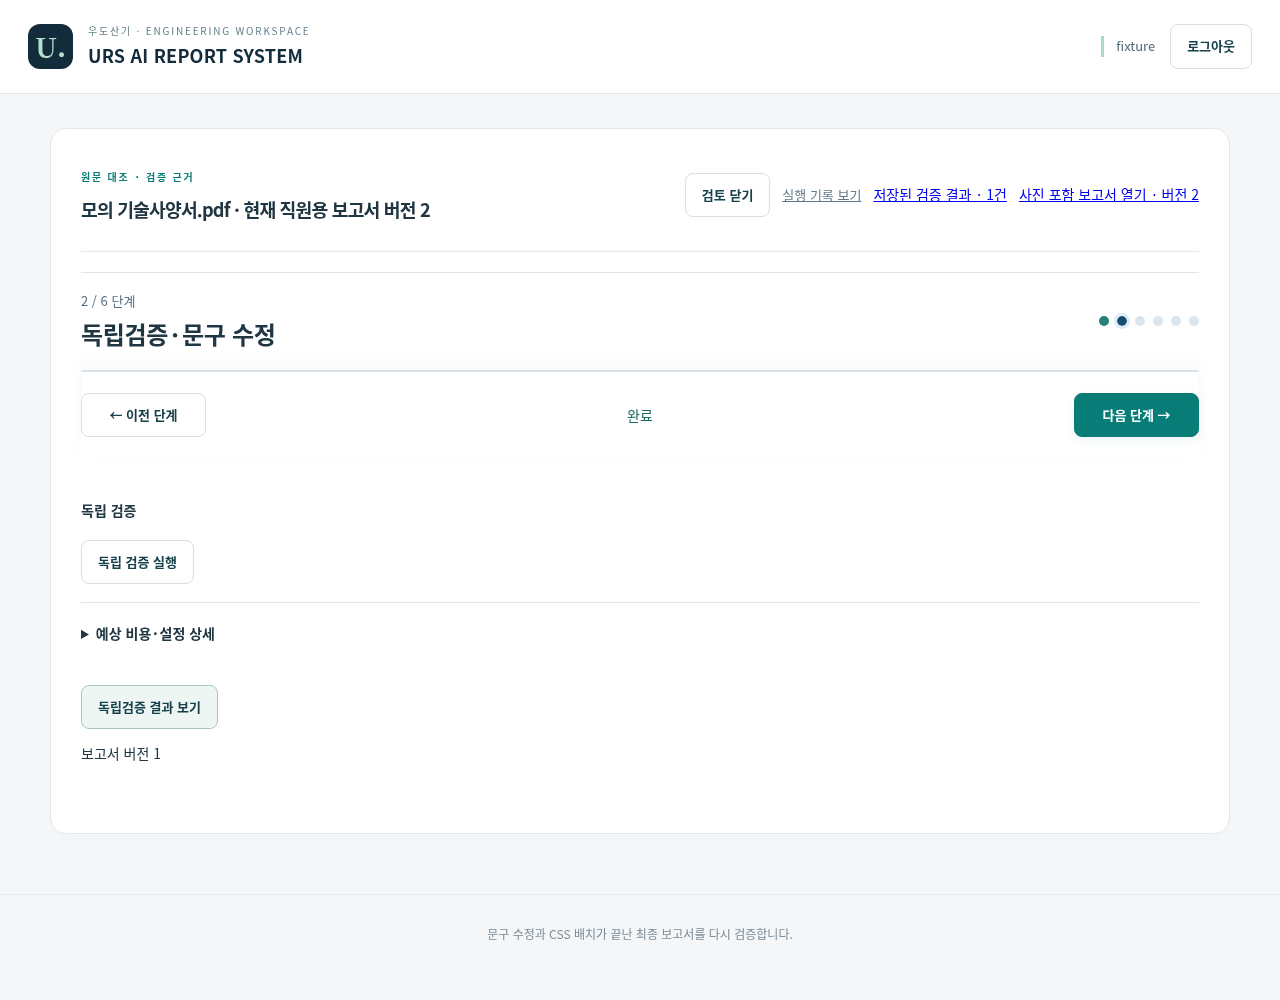 U.
우도산기 · ENGINEERING WORKSPACE
URS AI REPORT SYSTEM
fixture
로그아웃
원문 대조 · 검증 근거
모의 기술사양서.pdf · 현재 직원용 보고서 버전 2
검토 닫기
실행 기록 보기
저장된 검증 결과 · 1건
사진 포함 보고서 열기 · 버전 2
2 / 6 단계
독립검증·문구 수정
← 이전 단계
완료
다음 단계 →
독립 검증
독립 검증 실행
▶ 예상 비용·설정 상세
독립검증 결과 보기
보고서 버전 1
문구 수정과 CSS 배치가 끝난 최종 보고서를 다시 검증합니다.